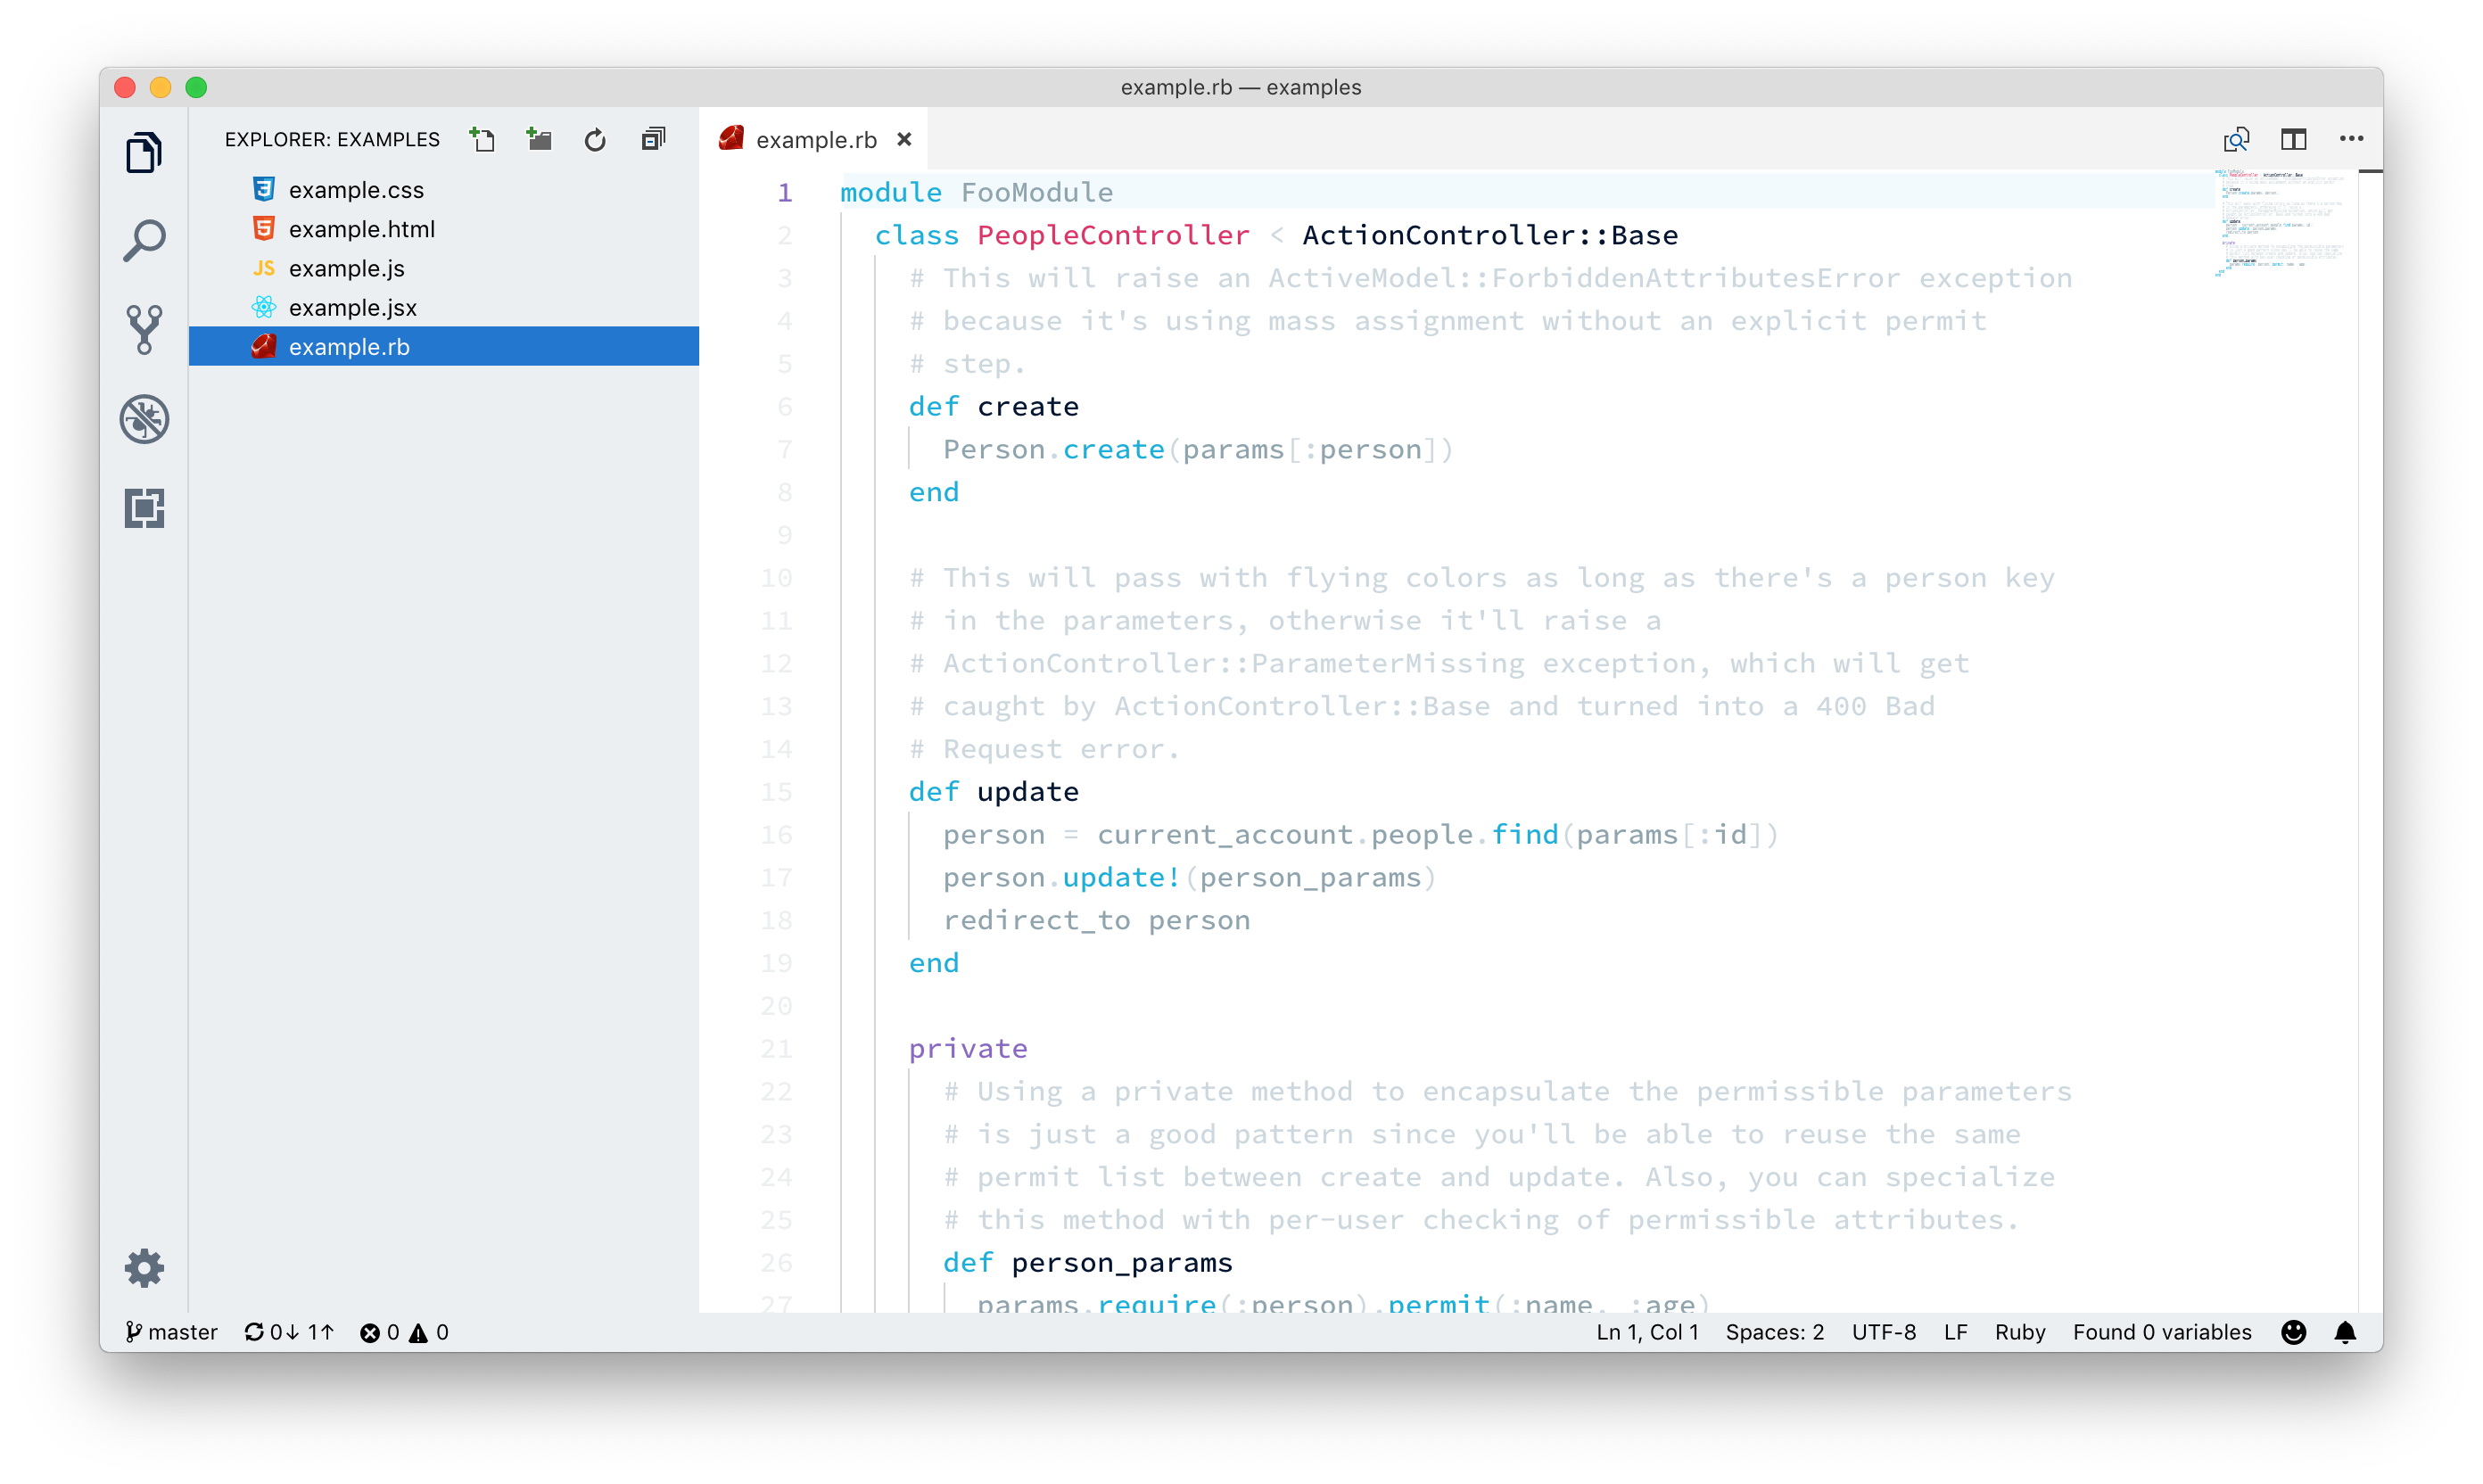 example.rb — examples
EXPLORER: EXAMPLES
example.css
example.html
JS example.js
example.jsx
example.rb
example.rb
1 module FooModule
2 class PeopleController < ActionController::Base
3 # This will raise an ActiveModel::ForbiddenAttributesError exception
4 # because it's using mass assignment without an explicit permit
5 # step.
6 def create
7 Person.create(params[:person])
8 end
9
10 # This will pass with flying colors as long as there's a person key
11 # in the parameters, otherwise it'll raise a
12 # ActionController::ParameterMissing exception, which will get
13 # caught by ActionController::Base and turned into a 400 Bad
14 # Request error.
15 def update
16 person = current_account.people.find(params[:id])
17 person.update!(person_params)
18 redirect_to person
19 end
20
21 private
22 # Using a private method to encapsulate the permissible parameters
23 # is just a good pattern since you'll be able to reuse the same
24 # permit list between create and update. Also, you can specialize
25 # this method with per-user checking of permissible attributes.
26 def person_params
27 params.require(:person).permit(:name, :age)
master 0↓ 1↑ 0 0
Ln 1, Col 1 Spaces: 2 UTF-8 LF Ruby Found 0 variables